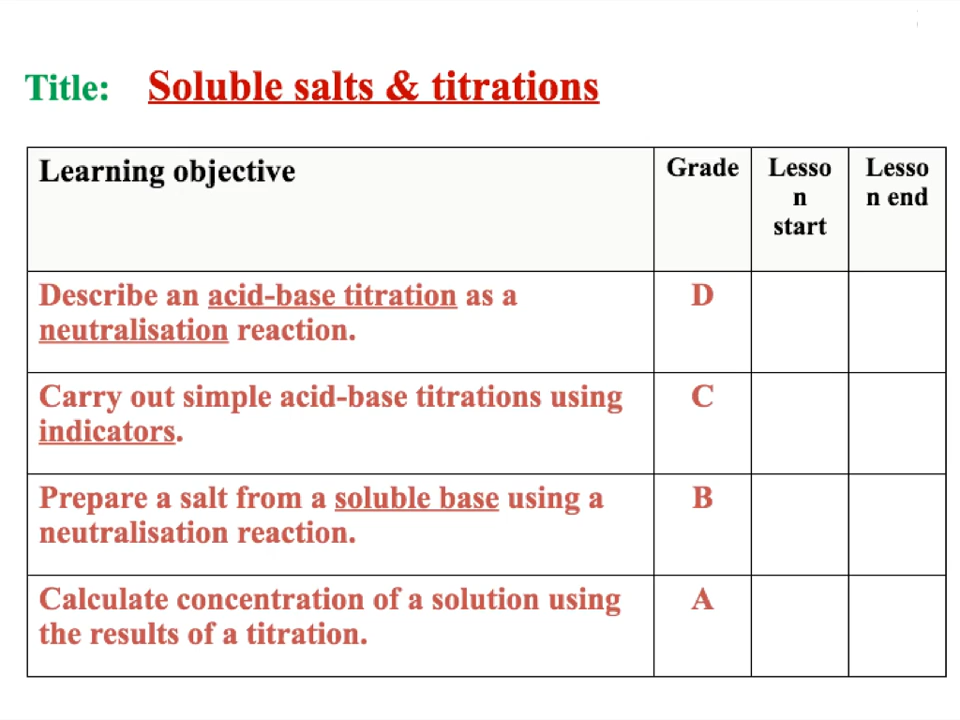 Title: Soluble salts & titrations
Learning objective
Grade
Lesso
n
start
Lesso
n end
Describe an acid-base titration as a
neutralisation reaction.
D
Carry out simple acid-base titrations using
indicators.
C
Prepare a salt from a soluble base using a
neutralisation reaction.
B
Calculate concentration of a solution using
the results of a titration.
A